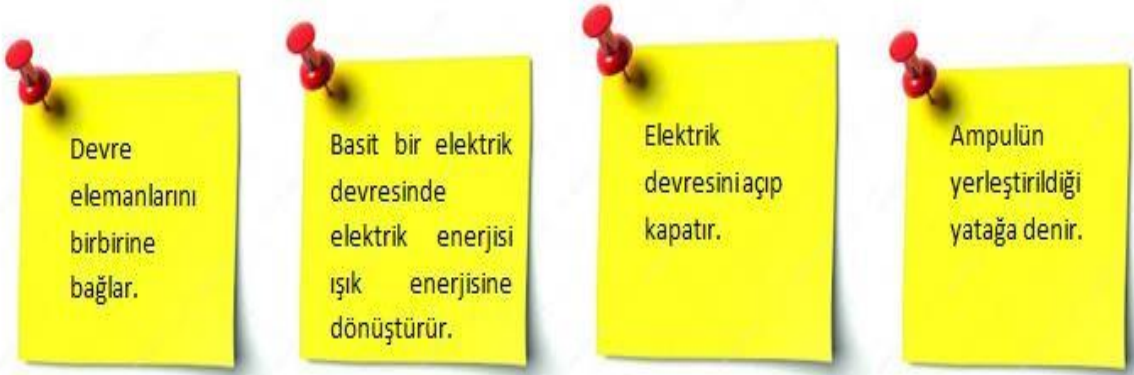 Devre
elemanlarını
birbirine
bağlar.
Basit bir elektrik
devresinde
elektrik enerjisi
ışık enerjisine
dönüştürür.
Elektrik
devresini açıp
kapatır.
Ampulün
yerleştirildiği
yatağa denir.